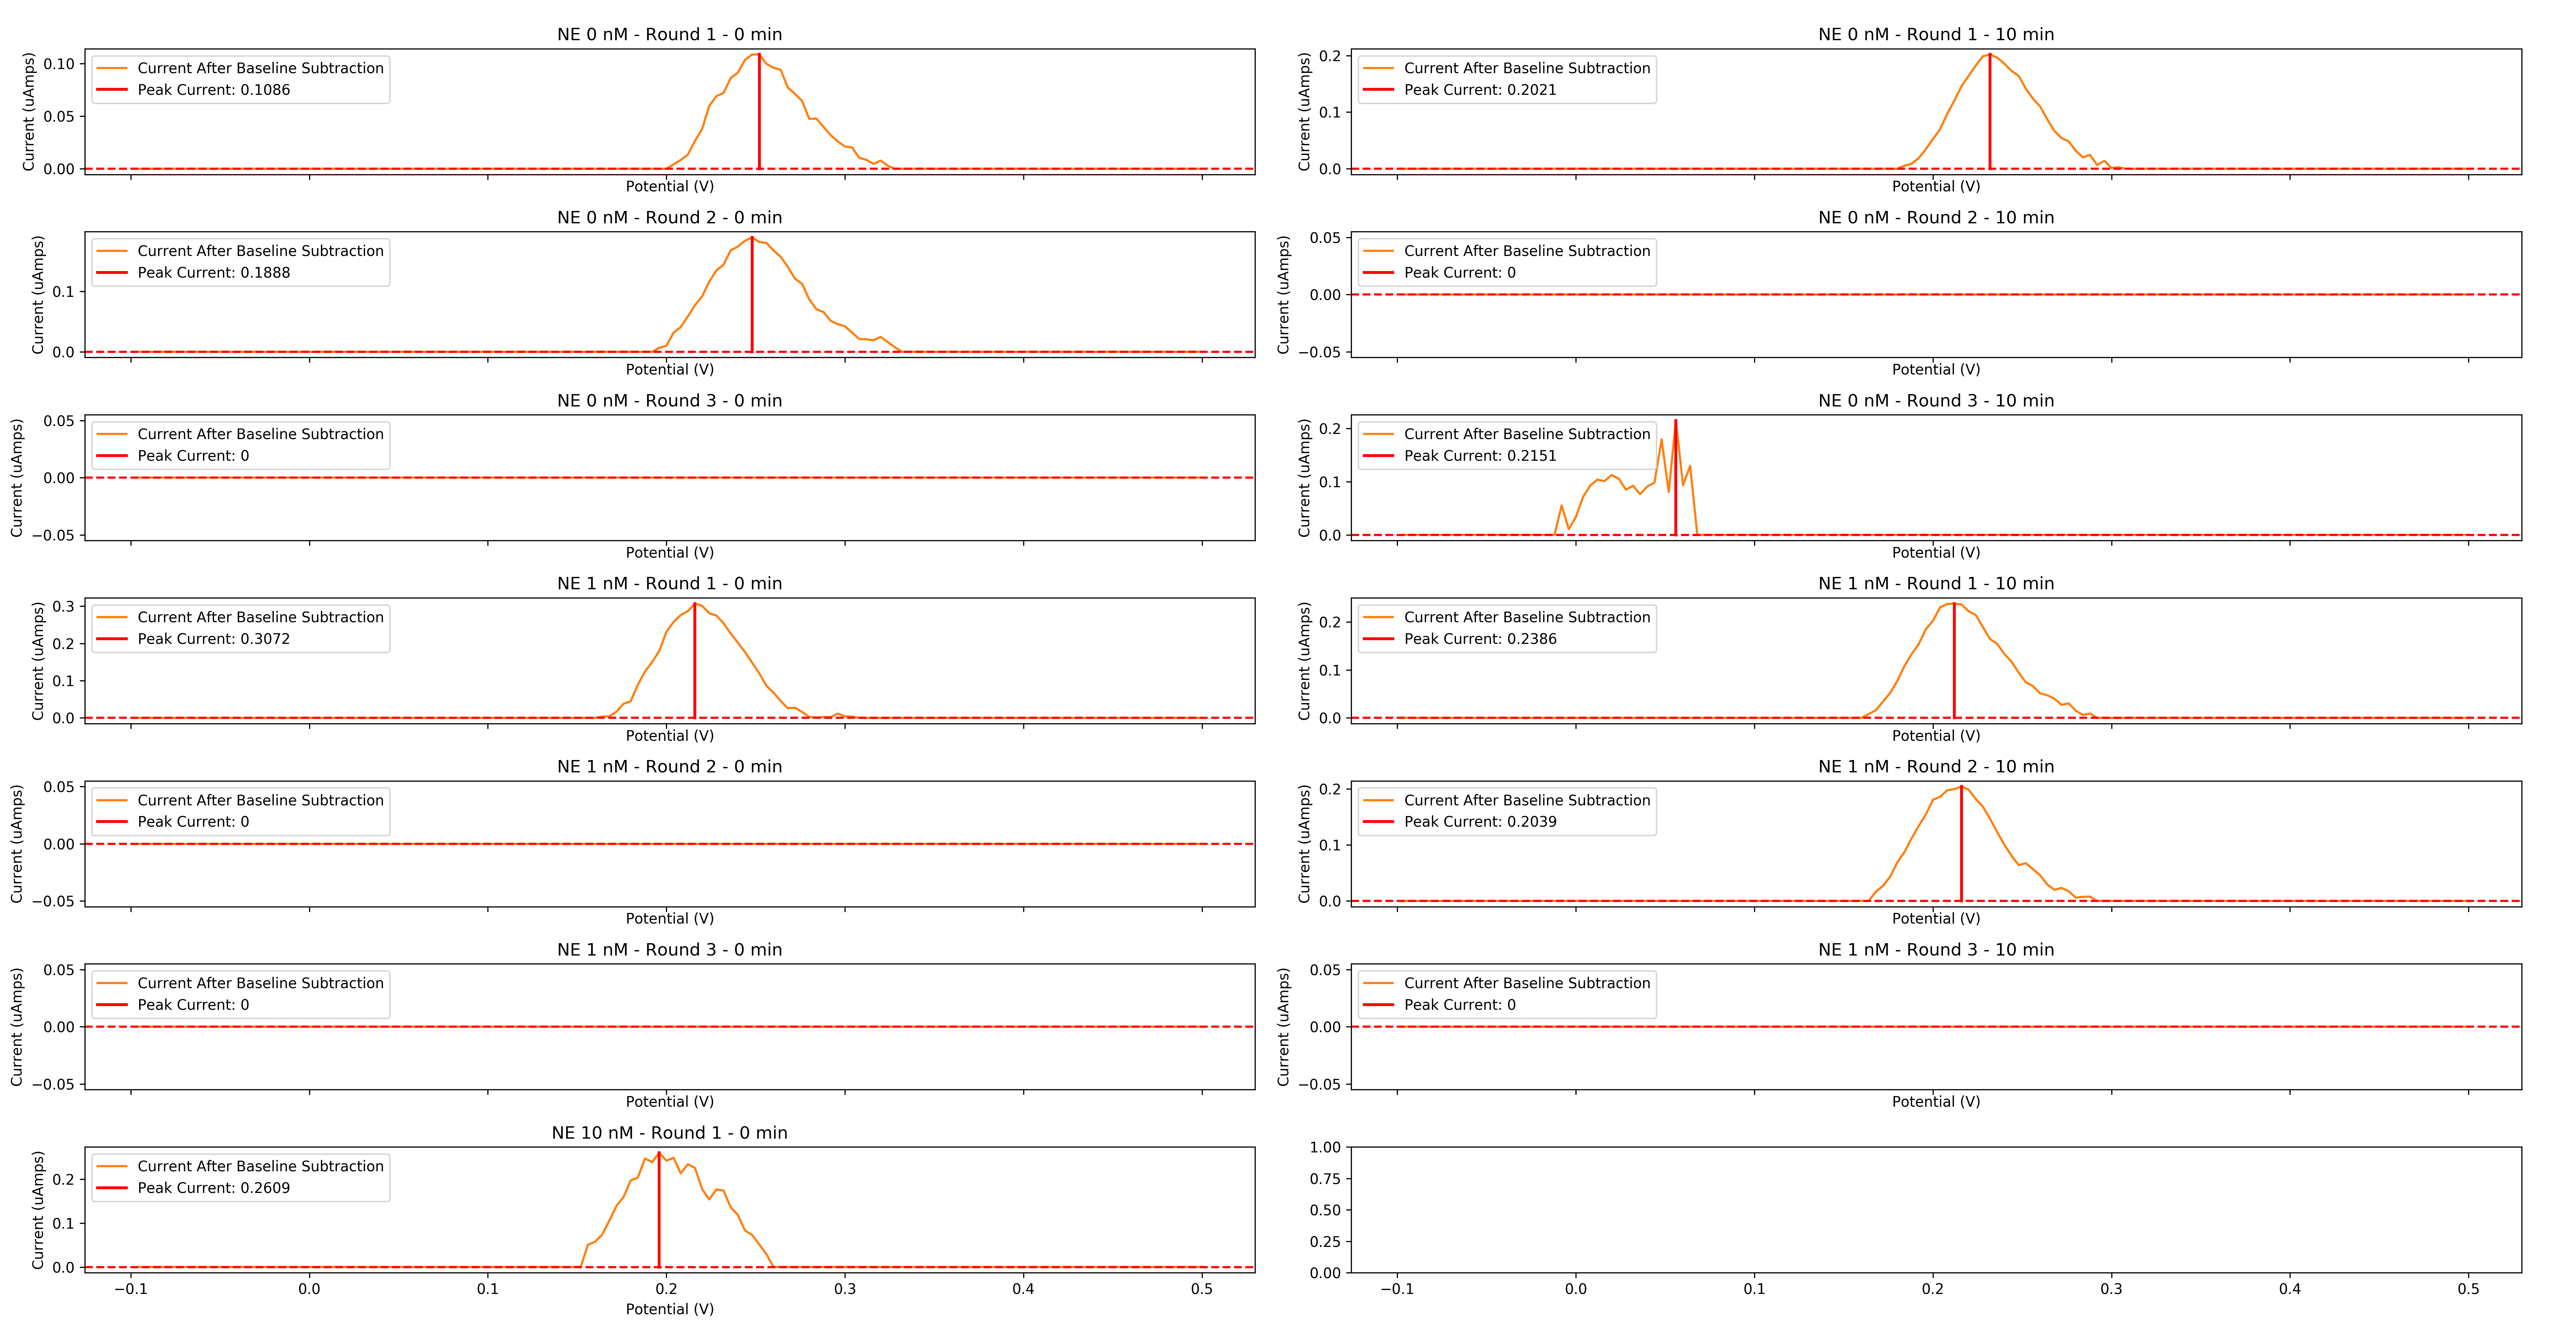 NE 0 nM - Round 1 - 0 min
Current (uAmps)
0.10
0.05
0.00
Current After Baseline Subtraction
Peak Current: 0.1086
Potential (V)
NE 0 nM - Round 1 - 10 min
Current (uAmps)
0.2
0.1
0.0
Current After Baseline Subtraction
Peak Current: 0.2021
Potential (V)
NE 0 nM - Round 2 - 0 min
Current (uAmps)
0.1
0.0
Current After Baseline Subtraction
Peak Current: 0.1888
Potential (V)
NE 0 nM - Round 2 - 10 min
Current (uAmps)
0.05
0.00
−0.05
Current After Baseline Subtraction
Peak Current: 0
Potential (V)
NE 0 nM - Round 3 - 0 min
Current (uAmps)
0.05
0.00
−0.05
Current After Baseline Subtraction
Peak Current: 0
Potential (V)
NE 0 nM - Round 3 - 10 min
Current (uAmps)
0.2
0.1
0.0
Current After Baseline Subtraction
Peak Current: 0.2151
Potential (V)
NE 1 nM - Round 1 - 0 min
Current (uAmps)
0.3
0.2
0.1
0.0
Current After Baseline Subtraction
Peak Current: 0.3072
Potential (V)
NE 1 nM - Round 1 - 10 min
Current (uAmps)
0.2
0.1
0.0
Current After Baseline Subtraction
Peak Current: 0.2386
Potential (V)
NE 1 nM - Round 2 - 0 min
Current (uAmps)
0.05
0.00
−0.05
Current After Baseline Subtraction
Peak Current: 0
Potential (V)
NE 1 nM - Round 2 - 10 min
Current (uAmps)
0.2
0.1
0.0
Current After Baseline Subtraction
Peak Current: 0.2039
Potential (V)
NE 1 nM - Round 3 - 0 min
Current (uAmps)
0.05
0.00
−0.05
Current After Baseline Subtraction
Peak Current: 0
Potential (V)
NE 1 nM - Round 3 - 10 min
Current (uAmps)
0.05
0.00
−0.05
Current After Baseline Subtraction
Peak Current: 0
Potential (V)
NE 10 nM - Round 1 - 0 min
Current (uAmps)
0.2
0.1
0.0
Current After Baseline Subtraction
Peak Current: 0.2609
−0.1 0.0 0.1 0.2 0.3 0.4 0.5
Potential (V)
1.00
0.75
0.50
0.25
0.00
−0.1 0.0 0.1 0.2 0.3 0.4 0.5